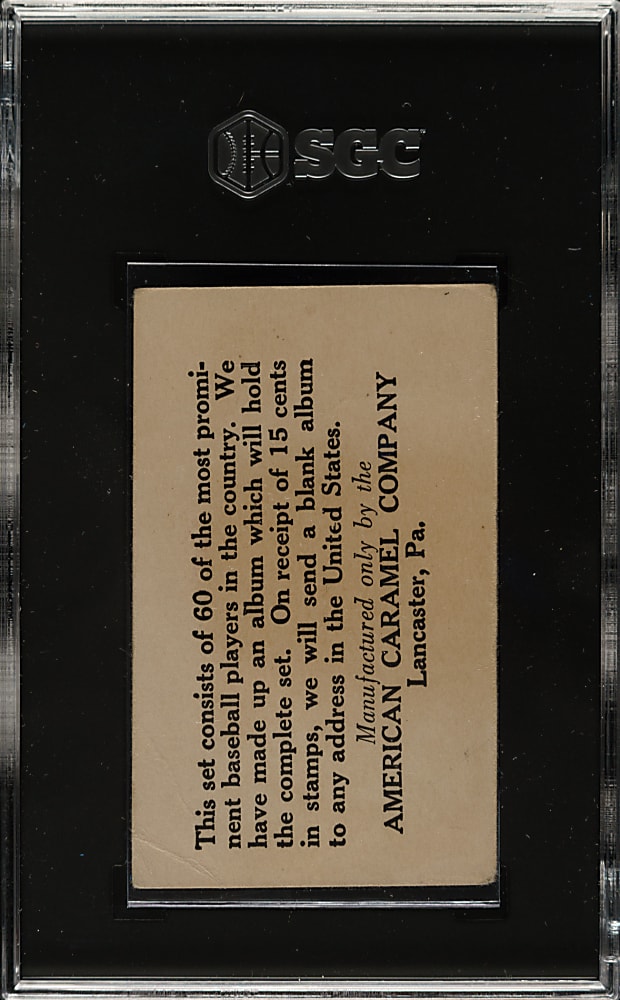 SGC
This set consists of 60 of the most promi-
nent baseball players in the country. We
have made up an album which will hold
the complete set. On receipt of 15 cents
in stamps, we will send a blank album
to any address in the United States.
Manufactured only by the
AMERICAN CARAMEL COMPANY
Lancaster, Pa.